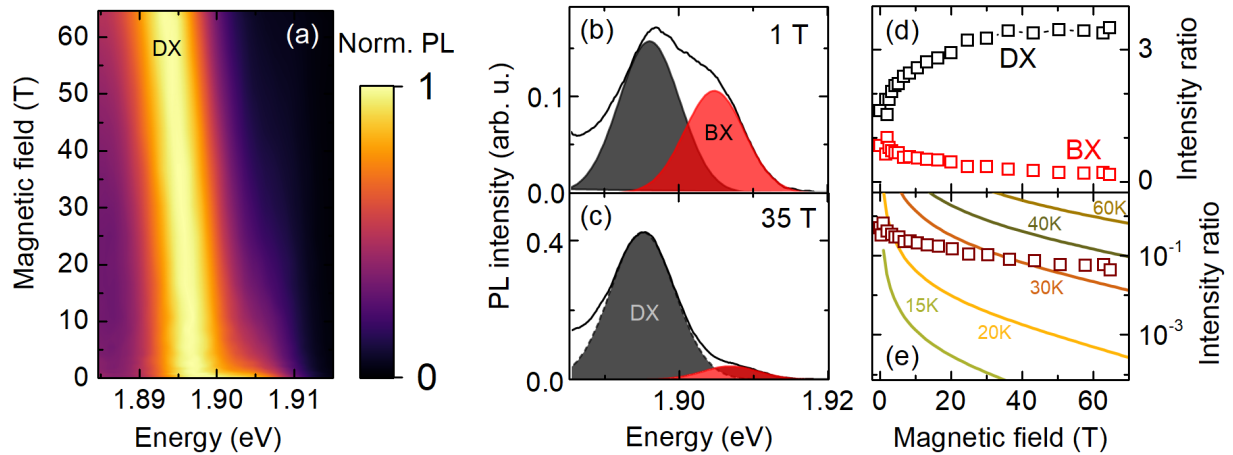 (a)
DX
60
50
40
30
20
10
0
Magnetic field (T)
1.89 1.90 1.91
Energy (eV)
Norm. PL
1
0
(b)
1 T
BX
0.1
0.0
(c)
35 T
DX
0.4
0.0
PL intensity (arb. u.)
1.90 1.92
Energy (eV)
(d)
DX
BX
3
0
Intensity ratio
60K
40K
30K
20K
15K
(e)
10-1
10-3
Intensity ratio
0 20 40 60
Magnetic field (T)